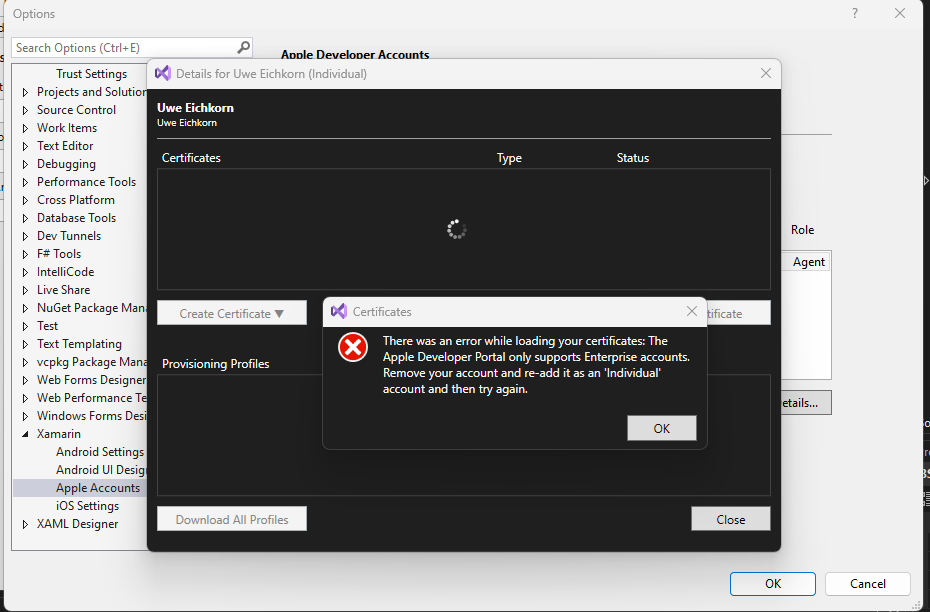 Options
?
Search Options (Ctrl+E)
Apple Developer Accounts
Trust Settings
Projects and Solution
Source Control
Work Items
Text Editor
Debugging
Performance Tools
Cross Platform
Database Tools
Dev Tunnels
F# Tools
IntelliCode
Live Share
NuGet Package Mana
Test
Text Templating
vcpkg Package Mana
Web Forms Designer
Web Performance Te
Windows Forms Desi
Xamarin
Android Settings
Android UI Desig
Apple Accounts
iOS Settings
XAML Designer
Details for Uwe Eichkorn (Individual)
Uwe Eichkorn
Uwe Eichkorn
Certificates Type Status
Create Certificate
tificate
Provisioning Profiles
Download All Profiles
Close
Certificates
There was an error while loading your certificates: The
Apple Developer Portal only supports Enterprise accounts.
Remove your account and re-add it as an 'Individual'
account and then try again.
OK
Role
Agent
etails...
OK
Cancel